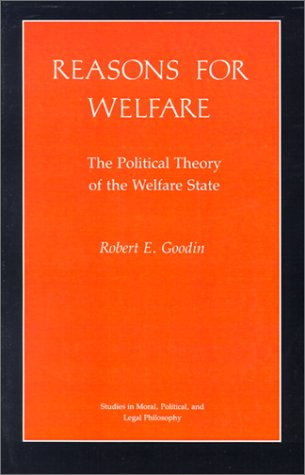 REASONS FOR
WELFARE
The Political Theory
of the Welfare State
Robert E. Goodin
Studies in Moral, Political, and
Legal Philosophy